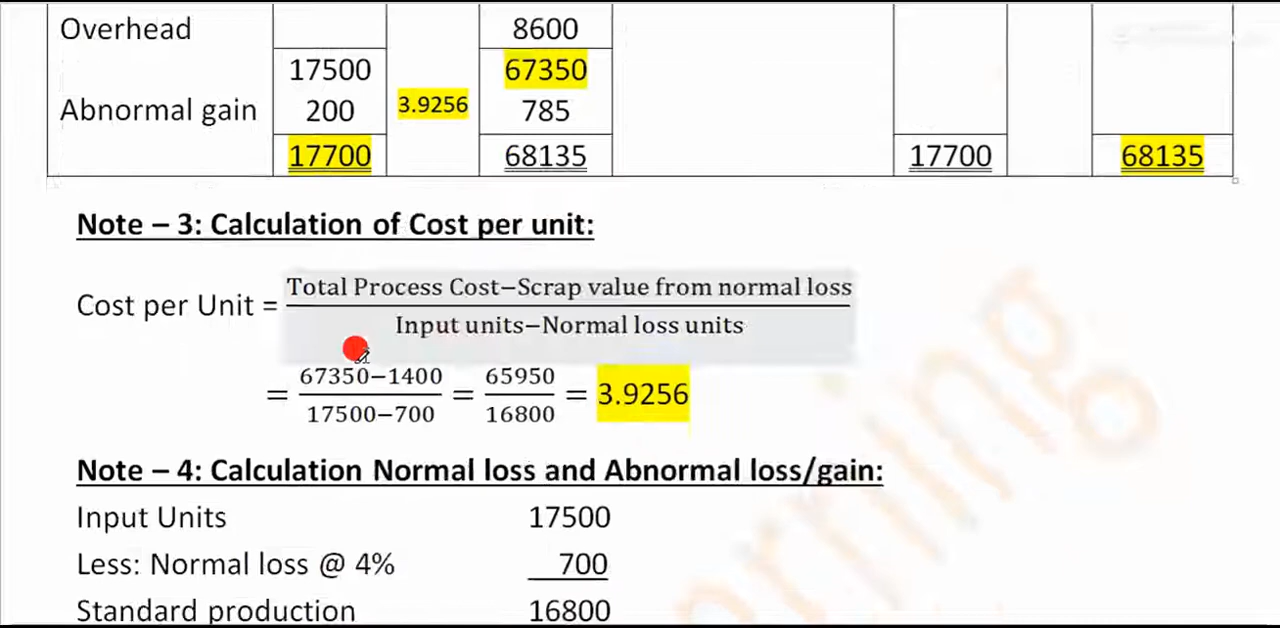 Overhead 8600
17500 67350
Abnormal gain 200 3.9256 785
17700 68135 17700 68135
Note – 3: Calculation of Cost per unit:
Total Process Cost–Scrap value from normal loss
Cost per Unit =
Input units–Normal loss units
67350–1400 65950
= = = 3.9256
17500–700 16800
Note – 4: Calculation Normal loss and Abnormal loss/gain:
Input Units 17500
Less: Normal loss @ 4% 700
Standard production 16800